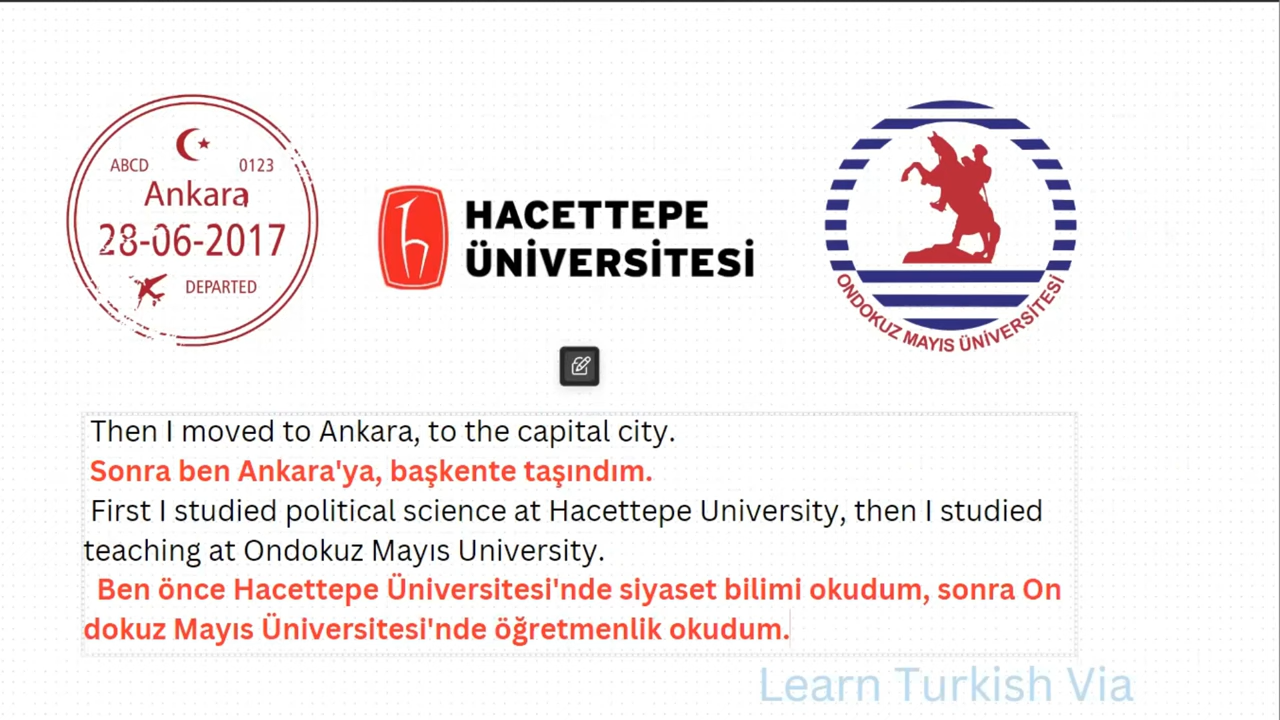 ABCD 0123
Ankara
28-06-2017
DEPARTED
HACETTEPE
ÜNİVERSİTESİ
ONDOKUZ MAYIS ÜNİVERSİTESİ
Then I moved to Ankara, to the capital city.
Sonra ben Ankara'ya, başkente taşındım.
First I studied political science at Hacettepe University, then I studied
teaching at Ondokuz Mayıs University.
Ben önce Hacettepe Üniversitesi'nde siyaset bilimi okudum, sonra On
dokuz Mayıs Üniversitesi'nde öğretmenlik okudum.
Learn Turkish Via